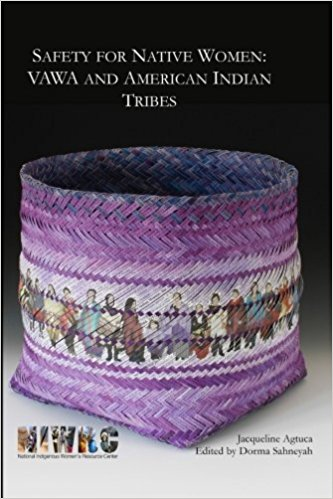 SAFETY FOR NATIVE WOMEN:
VAWA AND AMERICAN INDIAN
TRIBES
Jacqueline Agtuca
Edited by Dorma Sahneyah
NIWRC
National Indigenous Women's Resource Center